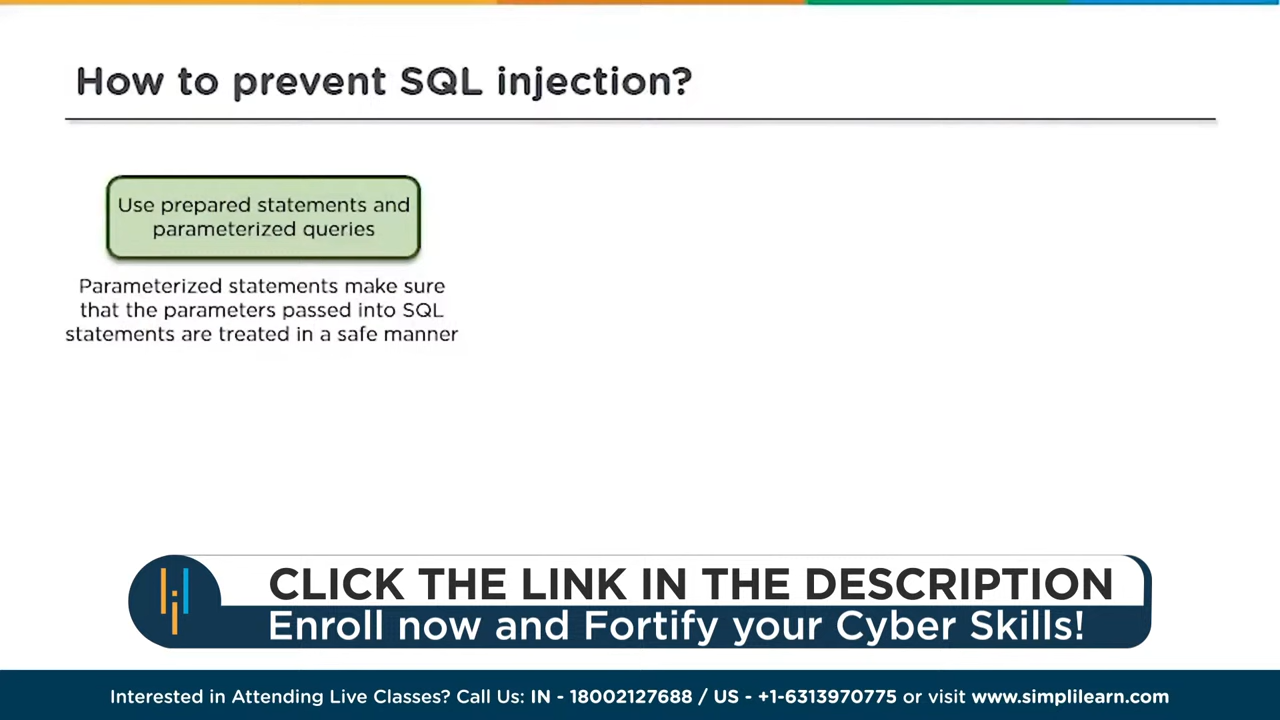 How to prevent SQL injection?
Use prepared statements and
parameterized queries
Parameterized statements make sure
that the parameters passed into SQL
statements are treated in a safe manner
CLICK THE LINK IN THE DESCRIPTION
Enroll now and Fortify your Cyber Skills!
Interested in Attending Live Classes? Call Us: IN - 18002127688 / US - +1-6313970775 or visit www.simplilearn.com